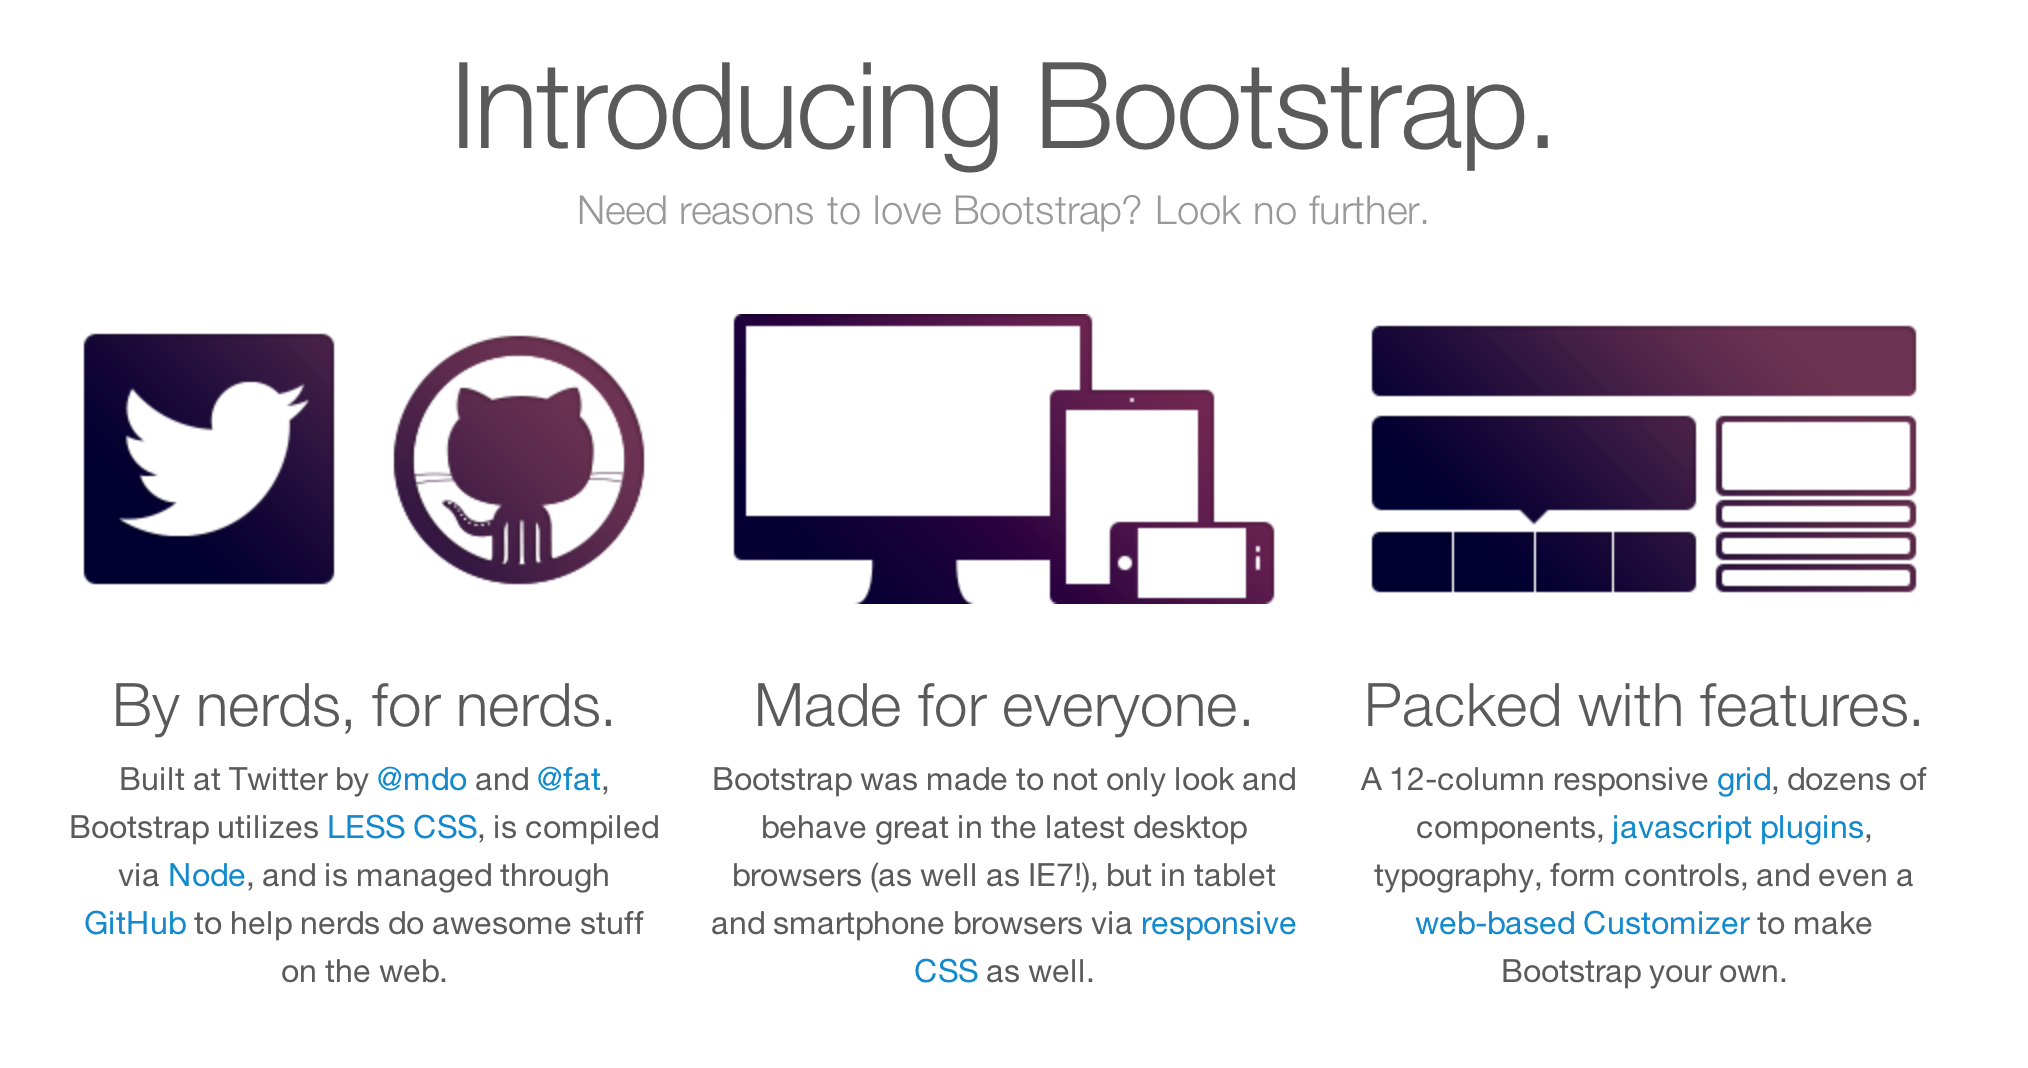 Introducing Bootstrap.
Need reasons to love Bootstrap? Look no further.
By nerds, for nerds.
Built at Twitter by @mdo and @fat,
Bootstrap utilizes LESS CSS, is compiled
via Node, and is managed through
GitHub to help nerds do awesome stuff
on the web.
Made for everyone.
Bootstrap was made to not only look and
behave great in the latest desktop
browsers (as well as IE7!), but in tablet
and smartphone browsers via responsive
CSS as well.
Packed with features.
A 12-column responsive grid, dozens of
components, javascript plugins,
typography, form controls, and even a
web-based Customizer to make
Bootstrap your own.